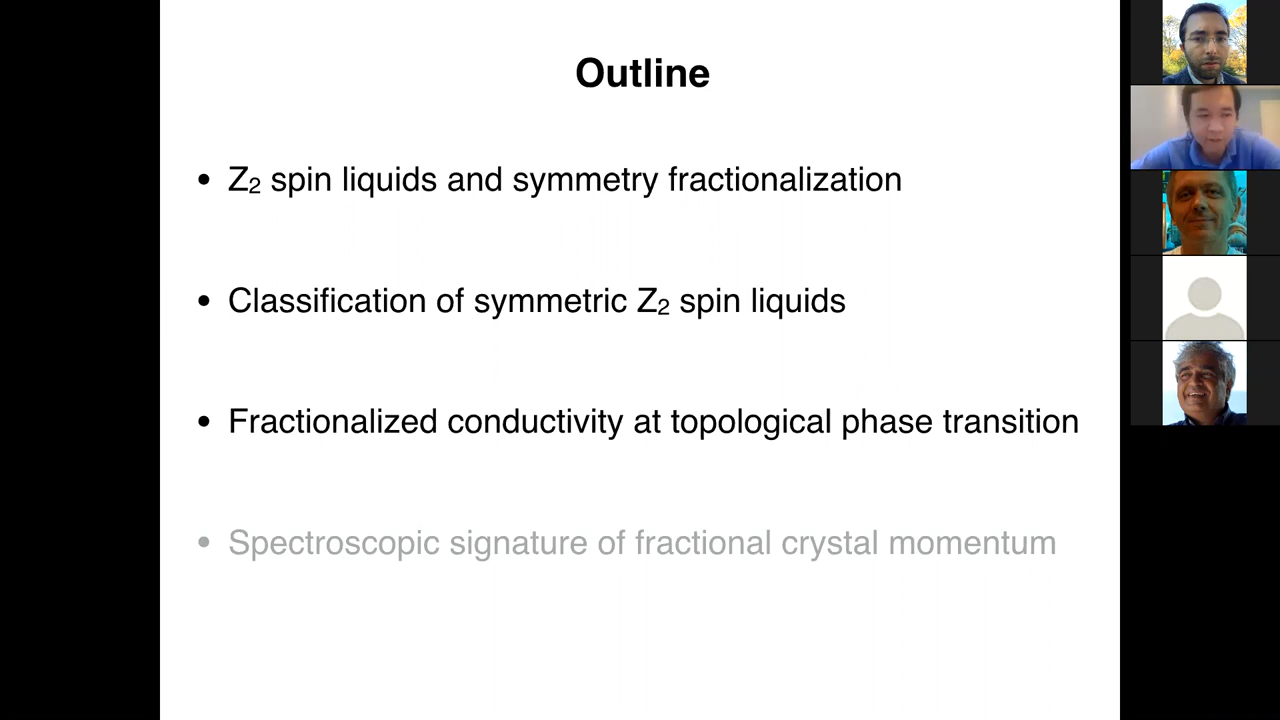 Outline
• Z₂ spin liquids and symmetry fractionalization
• Classification of symmetric Z₂ spin liquids
• Fractionalized conductivity at topological phase transition
• Spectroscopic signature of fractional crystal momentum